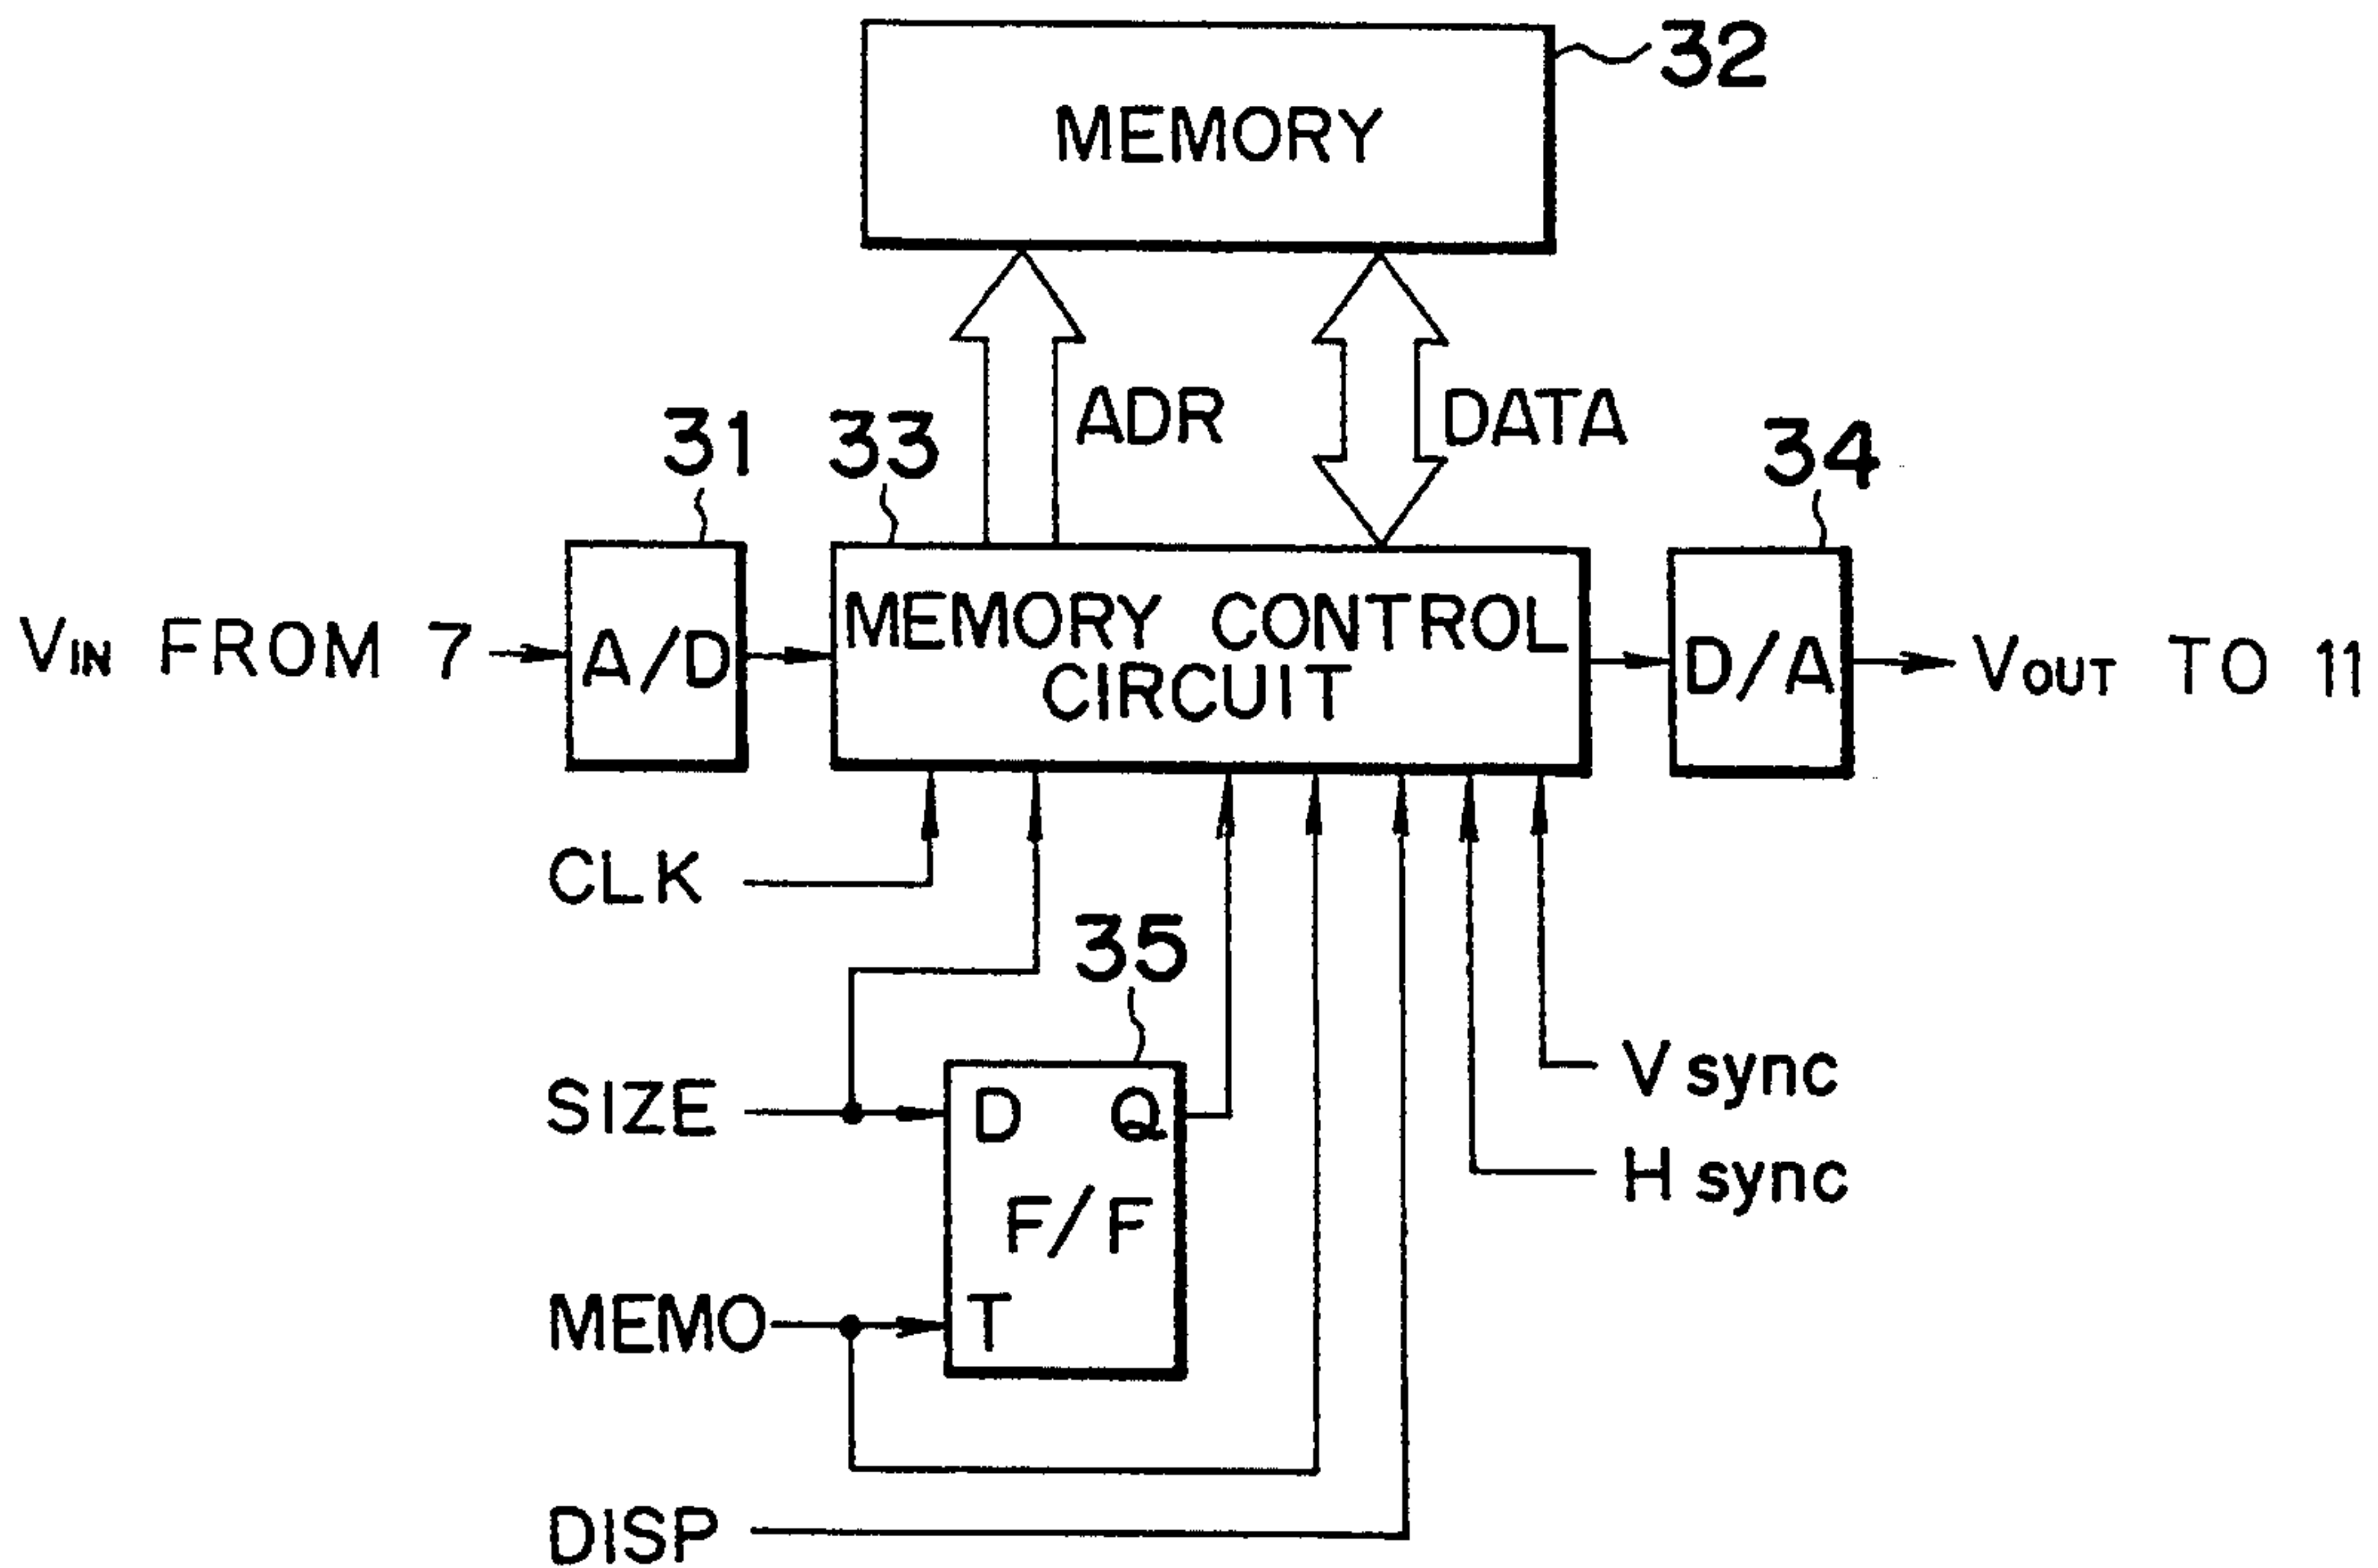 32
MEMORY
ADR
DATA
31
33
34
VIN FROM 7
A/D
MEMORY CONTROL
CIRCUIT
D/A
VOUT TO 11
CLK
35
SIZE
D Q
F/F
T
V sync
H sync
MEMO
DISP